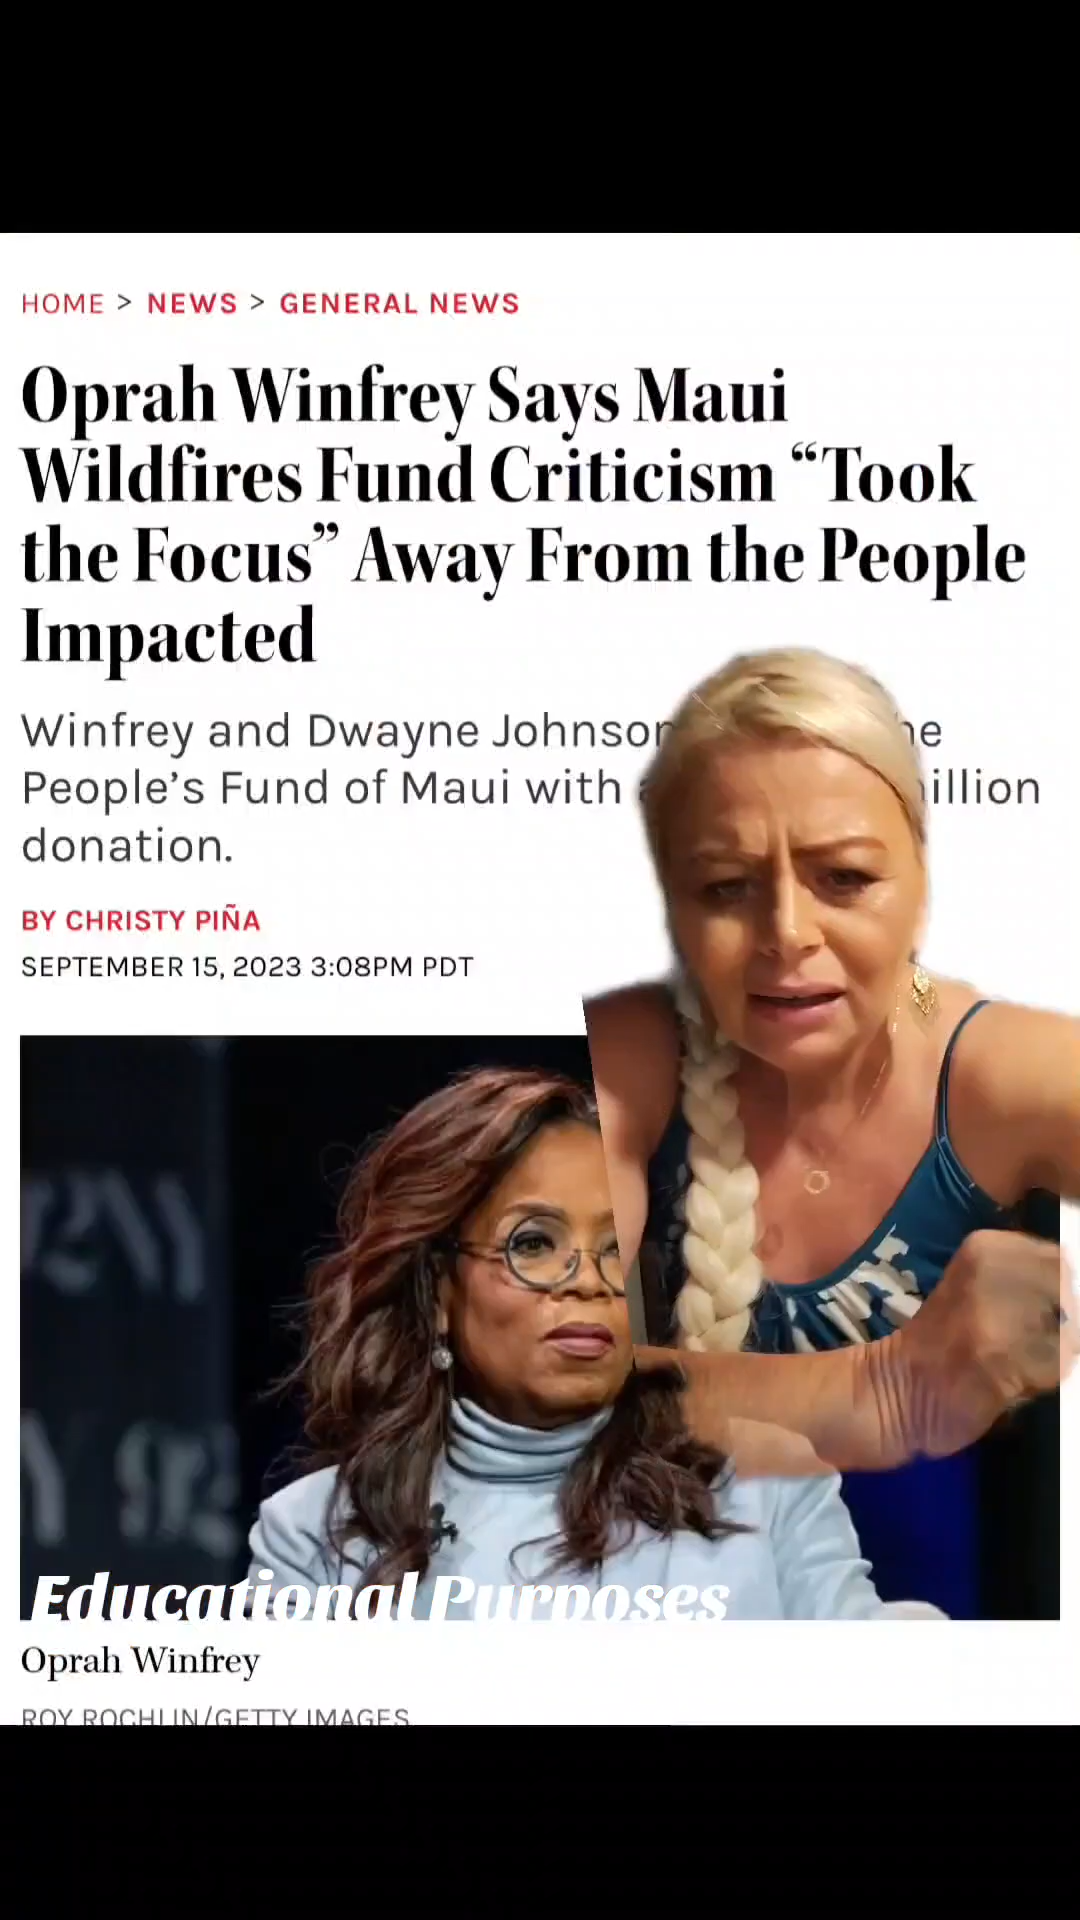 HOME > NEWS > GENERAL NEWS
Oprah Winfrey Says Maui
Wildfires Fund Criticism “Took
the Focus” Away From the People
Impacted
Winfrey and Dwayne Johnson
People’s Fund of Maui with
donation.
BY CHRISTY PIÑA
SEPTEMBER 15, 2023 3:08PM PDT
Educational Purposes
Oprah Winfrey
ROY ROCHLIN/GETTY IMAGES